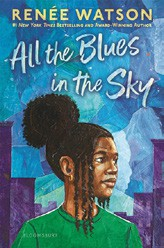 RENÉE WATSON
#1 New York Times BESTSELLING AND AWARD-WINNING AUTHOR
All the Blues
in the Sky
BLOOMSBURY